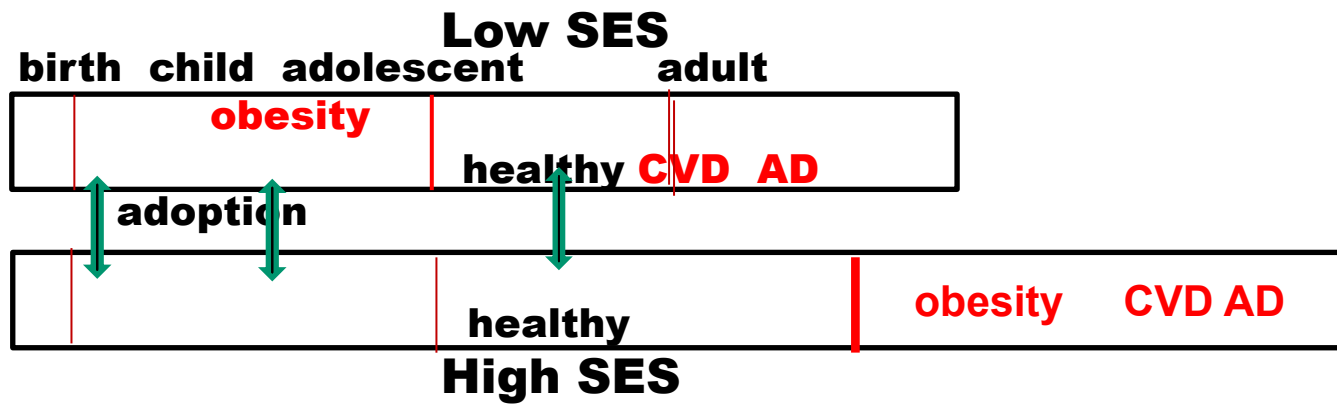 Low SES
birth child adolescent adult
obesity
healthy CVD AD
adoption
obesity CVD AD
healthy
High SES